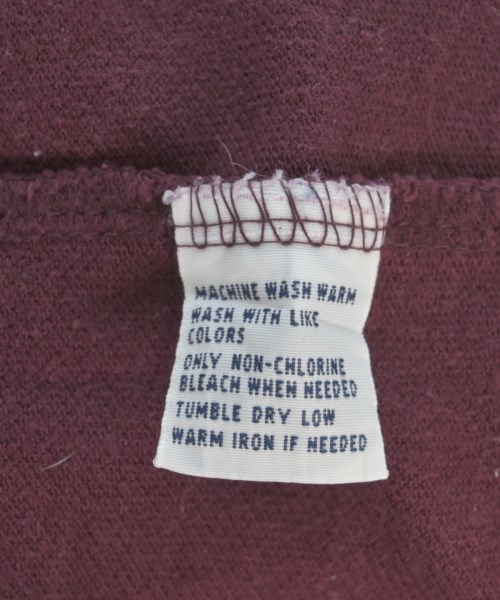 MACHINE WASH WARM
WASH WITH LIKE
COLORS
ONLY NON-CHLORINE
BLEACH WHEN NEEDED
TUMBLE DRY LOW
WARM IRON IF NEEDED